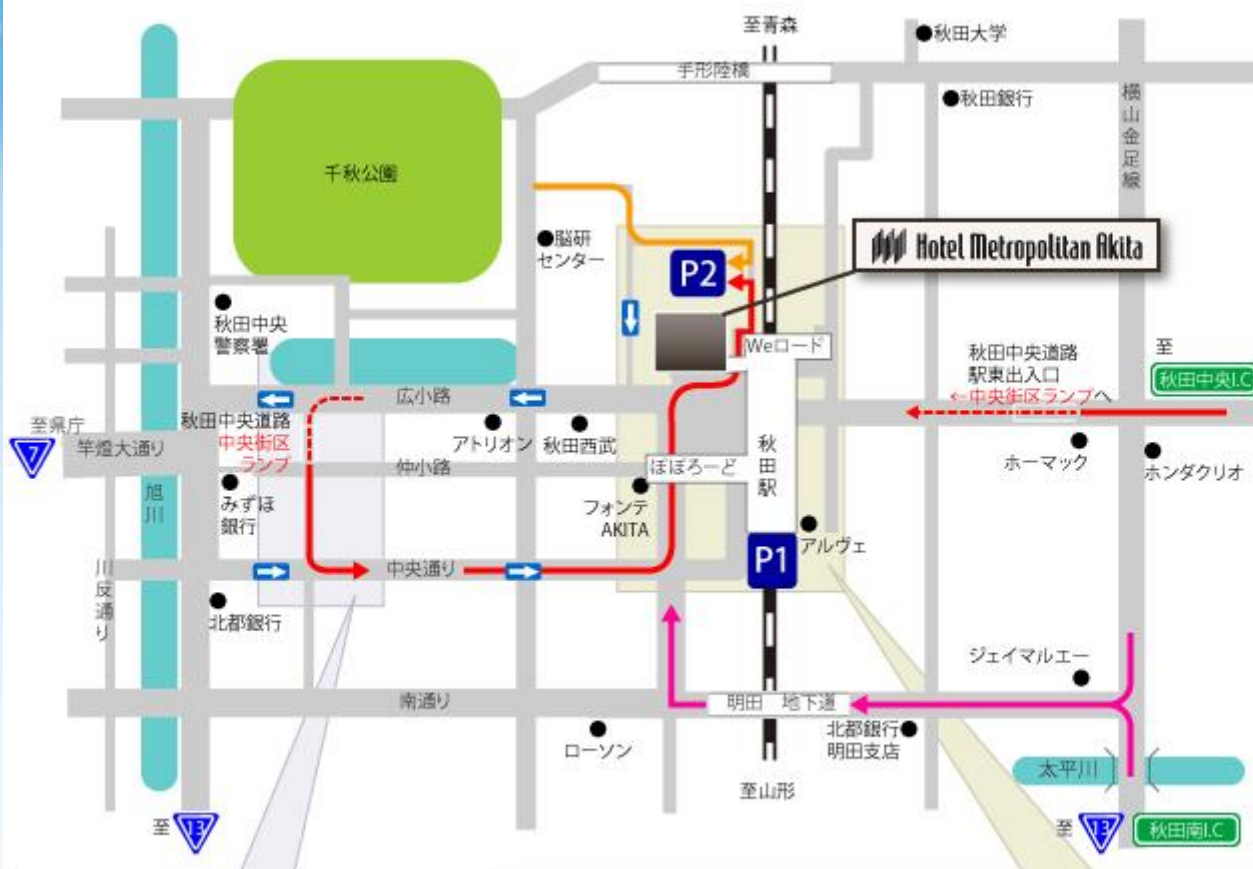 至青森
秋田大学
手形陸橋
秋田銀行
横山金足線
千秋公園
脳研
センター
P2
Hotel Metropolitan Akita
秋田中央
警察署
Weロード
秋田中央道路
駅東出入口
←中央街区ランプへ
至
秋田中央I.C
広小路
至県庁
7
竿燈大通り
秋田中央道路
中央街区
ランプ
アトリオン
秋田西武
秋田駅
ホーマック
ホンダクリオ
仲小路
ぽぽろーど
旭川
みずほ
銀行
フォンテ
AKITA
アルヴェ
P1
川反通り
中央通り
北都銀行
ジェイマルエー
南通り
明田 地下道
ローソン
北都銀行
明田支店
太平川
至山形
至
13
至
13
秋田南I.C